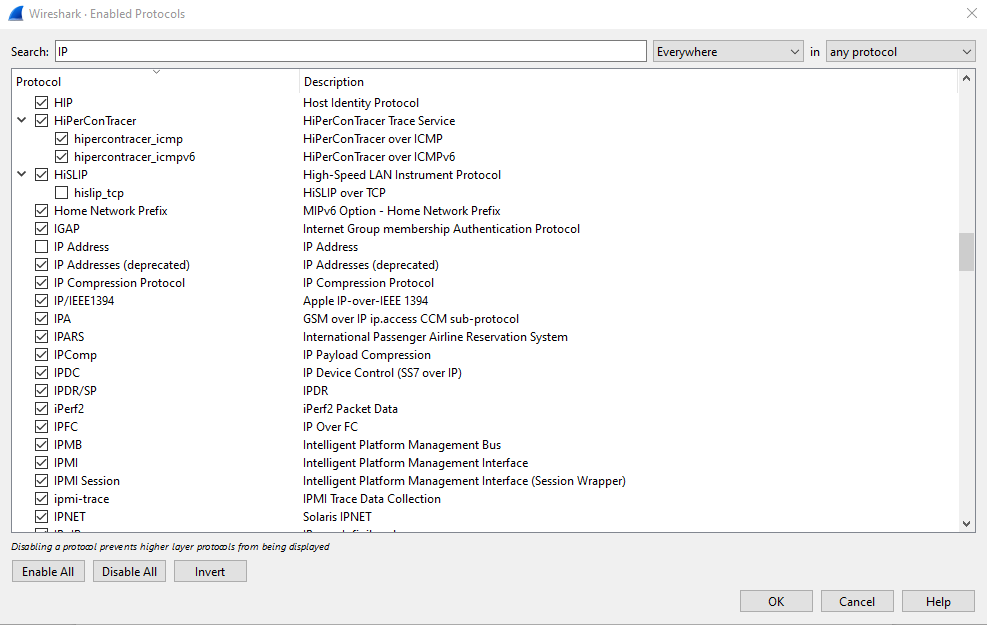 Wireshark · Enabled Protocols
Search: IP Everywhere in any protocol
Protocol Description
HIP Host Identity Protocol
HiPerConTracer HiPerConTracer Trace Service
hipercontracer_icmp HiPerConTracer over ICMP
hipercontracer_icmpv6 HiPerConTracer over ICMPv6
HiSLIP High-Speed LAN Instrument Protocol
hislip_tcp HiSLIP over TCP
Home Network Prefix MIPv6 Option - Home Network Prefix
IGAP Internet Group membership Authentication Protocol
IP Address IP Address
IP Addresses (deprecated) IP Addresses (deprecated)
IP Compression Protocol IP Compression Protocol
IP/IEEE1394 Apple IP-over-IEEE 1394
IPA GSM over IP ip.access CCM sub-protocol
IPARS International Passenger Airline Reservation System
IPComp IP Payload Compression
IPDC IP Device Control (SS7 over IP)
IPDR/SP IPDR
iPerf2 iPerf2 Packet Data
IPFC IP Over FC
IPMB Intelligent Platform Management Bus
IPMI Intelligent Platform Management Interface
IPMI Session Intelligent Platform Management Interface (Session Wrapper)
ipmi-trace IPMI Trace Data Collection
IPNET Solaris IPNET
Disabling a protocol prevents higher layer protocols from being displayed
Enable All Disable All Invert
OK Cancel Help